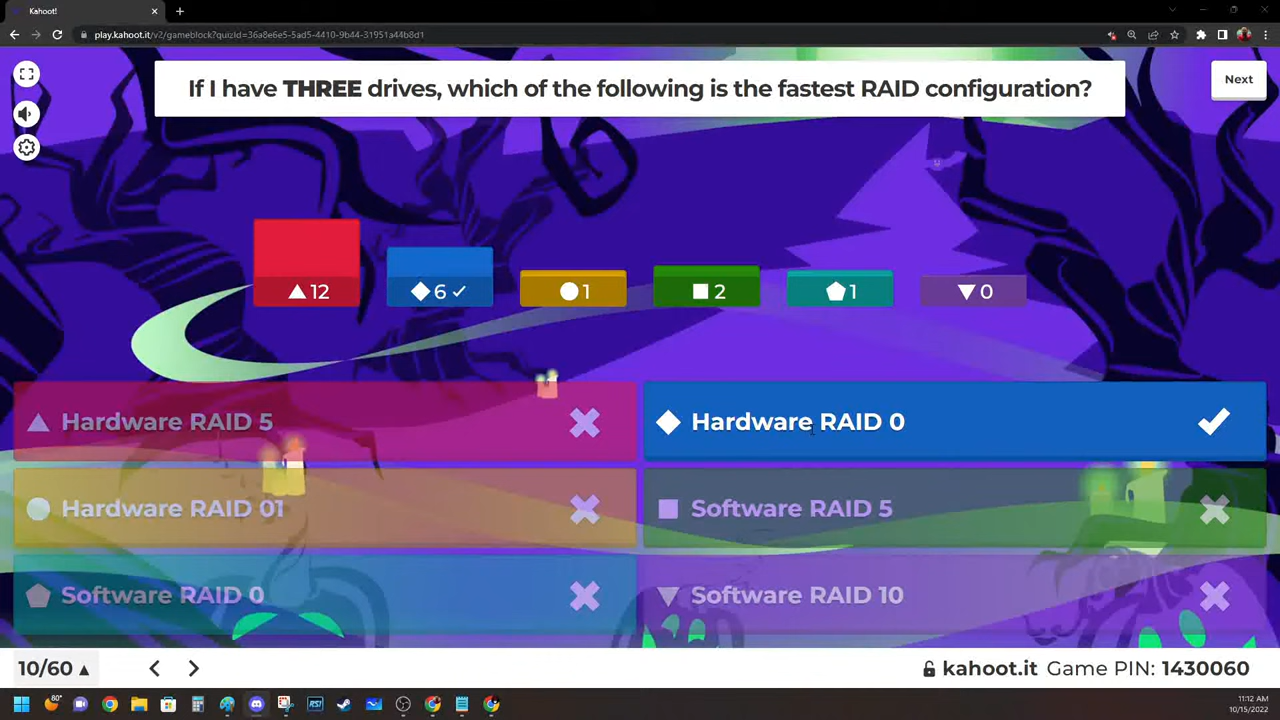 Kahoot!
play.kahoot.it/v2/gameblock?quizId=36a8e6e5-5ad5-4410-9b44-31951a44b8d1
If I have THREE drives, which of the following is the fastest RAID configuration?
Next
12
6
1
2
1
0
Hardware RAID 5
Hardware RAID 0
Hardware RAID 01
Software RAID 5
Software RAID 0
Software RAID 10
10/60
kahoot.it Game PIN: 1430060
80°
RSI
11:12 AM
10/15/2022